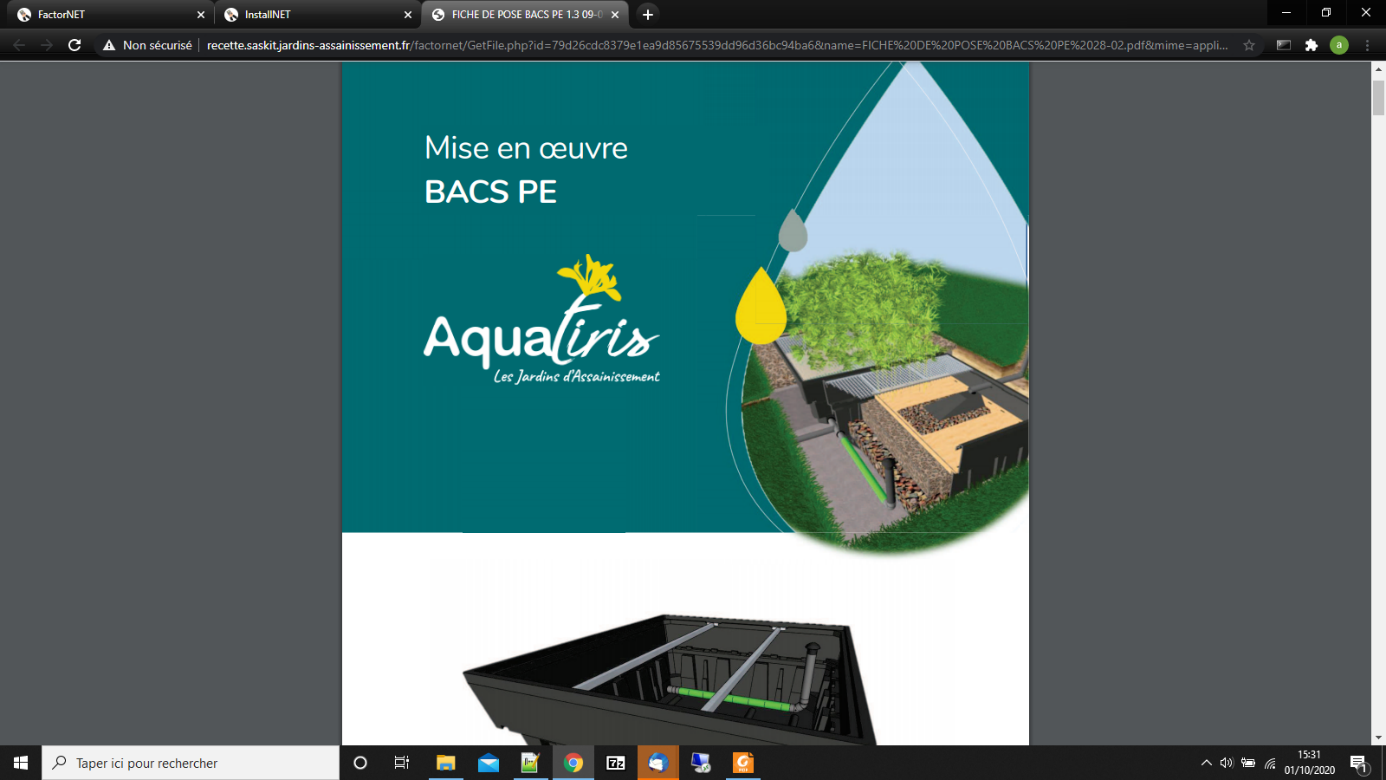 FactorNET
InstallNET
FICHE DE POSE BACS PE 1.3 09-0
Non sécurisé | recette.saskit.jardins-assainissement.fr/factornet/GetFile.php?id=79d26cdc8379e1ea9d85675539dd96d36bc94ba6&name=FICHE%20DE%20POSE%20BACS%20PE%2028-02.pdf&mime=appli...
a
Mise en œuvre
BACS PE
Aquatiris
Les Jardins d'Assainissement
Taper ici pour rechercher
7z
15:31
01/10/2020
1